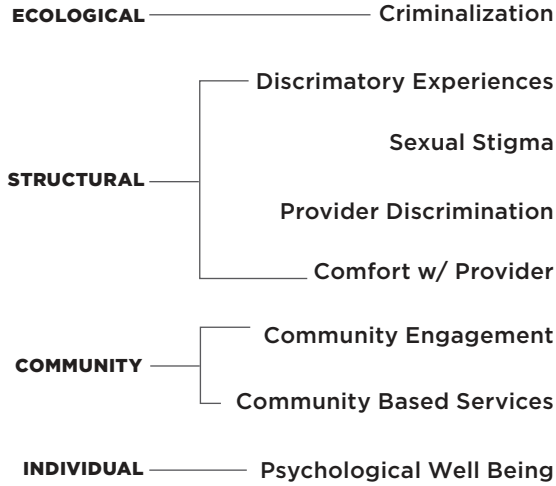 ECOLOGICAL Criminalization
Discrimatory Experiences
Sexual Stigma
STRUCTURAL
Provider Discrimination
Comfort w/ Provider
Community Engagement
COMMUNITY
Community Based Services
INDIVIDUAL Psychological Well Being